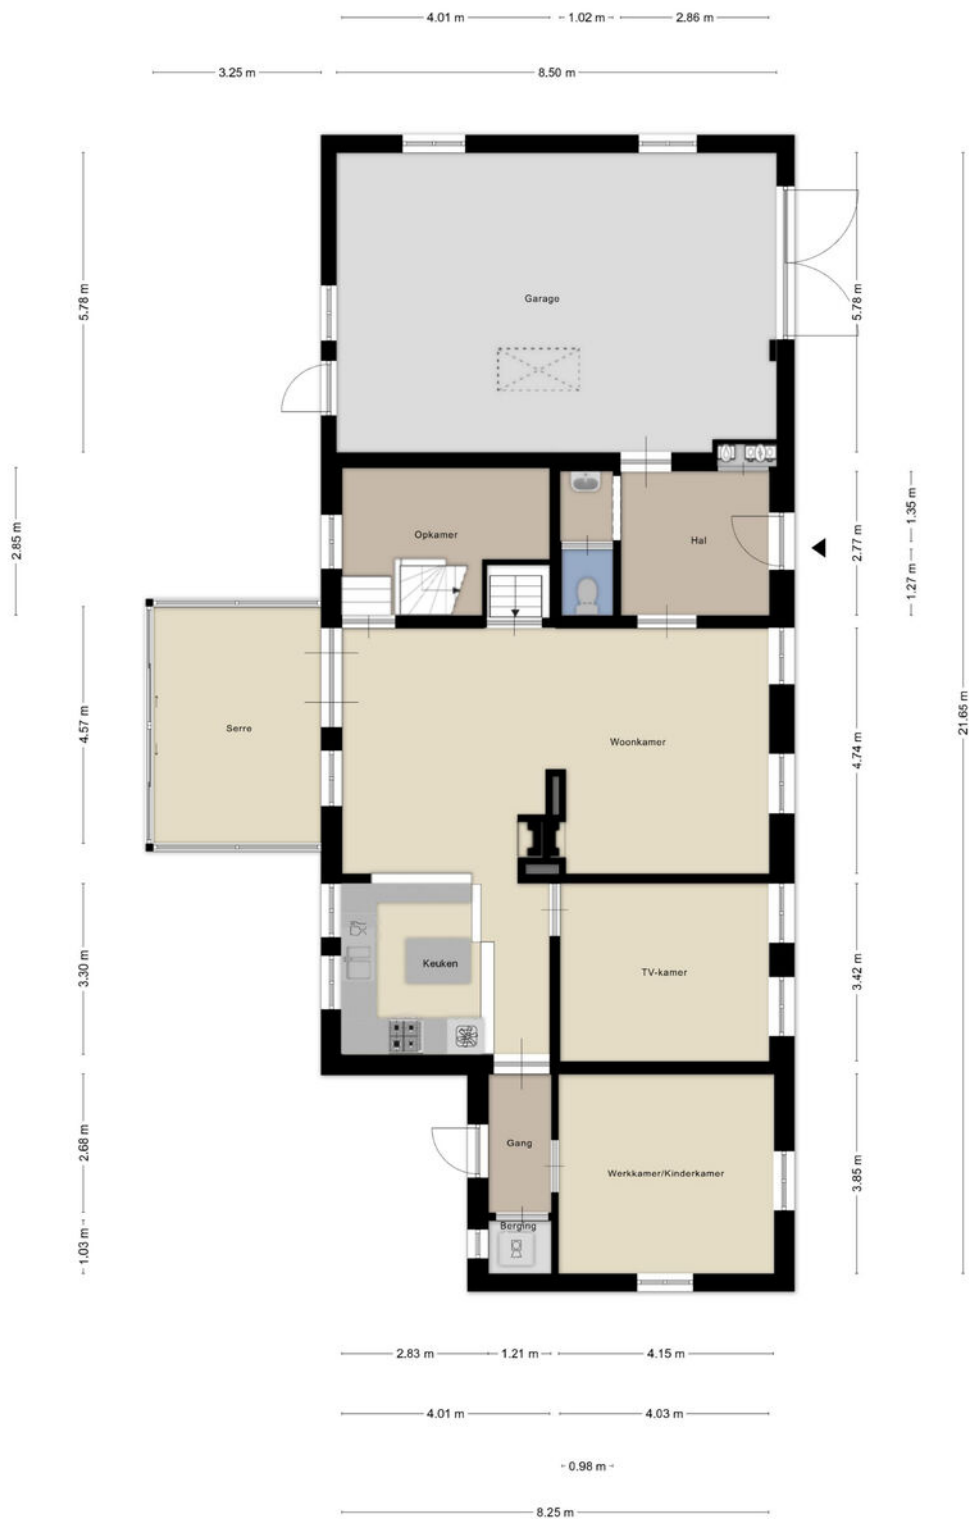 4.01 m
1.02 m
2.86 m
3.25 m
8.50 m
5.78 m
5.78 m
Garage
2.85 m
Opkamer
Hal
2.77 m
1.35 m
1.27 m
21.65 m
4.57 m
Serre
Woonkamer
4.74 m
3.30 m
Keuken
TV-kamer
3.42 m
2.68 m
Gang
Werkkamer/Kinderkamer
3.85 m
1.03 m
Berging
2.83 m
1.21 m
4.15 m
4.01 m
4.03 m
0.98 m
8.25 m